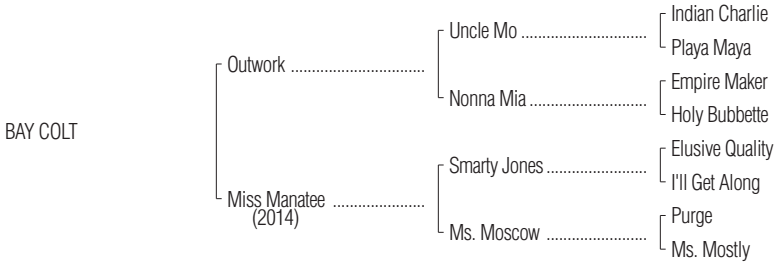 Indian Charlie
Uncle Mo ................................
Playa Maya
Outwork ................................
Empire Maker
Nonna Mia ..............................
Holy Bubbette
BAY COLT
Elusive Quality
Smarty Jones .........................
I'll Get Along
Miss Manatee ......................
(2014)
Purge
Ms. Moscow .........................
Ms. Mostly